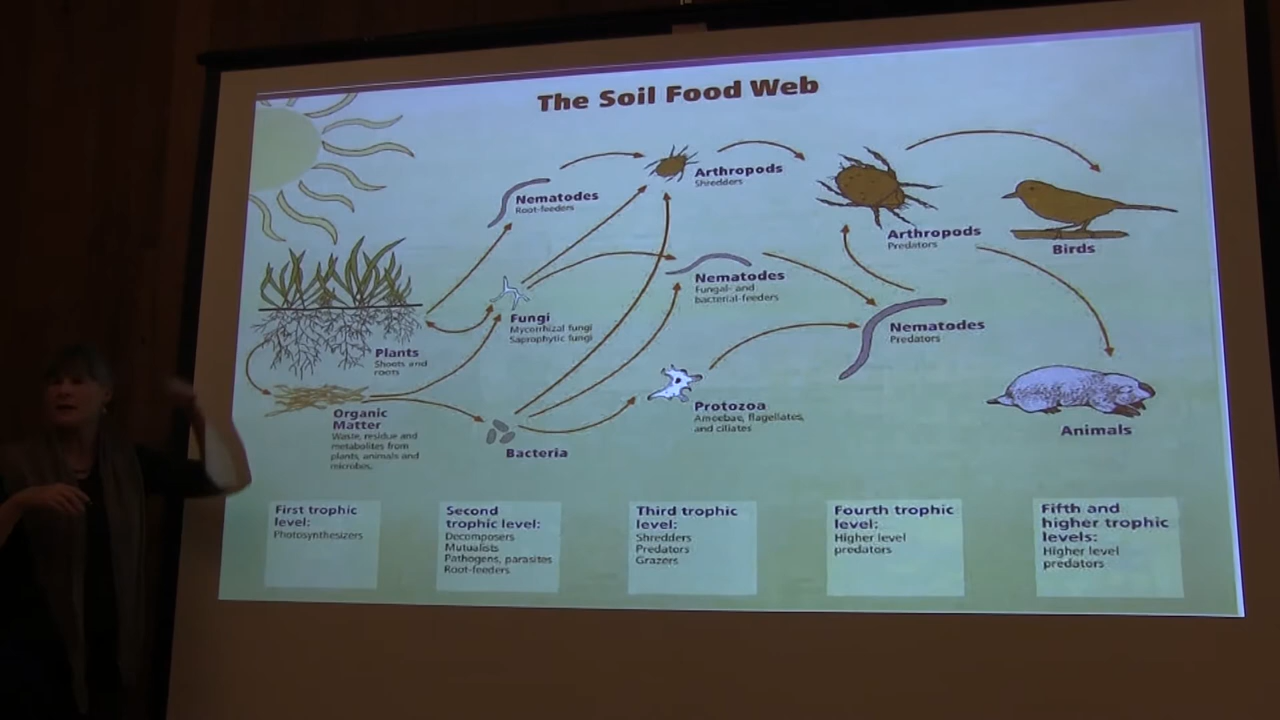 The Soil Food Web
Nematodes
Root-feeders
Arthropods
Shredders
Arthropods
Predators
Birds
Fungi
Mycorrhizal fungi
Saprophytic fungi
Nematodes
Fungal- and
bacterial-feeders
Nematodes
Predators
Plants
Shoots and
roots
Organic
Matter
Waste, residue and
metabolites from
plants, animals and
microbes.
Bacteria
Protozoa
Amoebae, flagellates,
and ciliates
Animals
First trophic
level:
Photosynthesizers
Second
trophic level:
Decomposers
Mutualists
Pathogens, parasites
Root-feeders
Third trophic
level:
Shredders
Predators
Grazers
Fourth trophic
level:
Higher level
predators
Fifth and
higher trophic
levels:
Higher level
predators